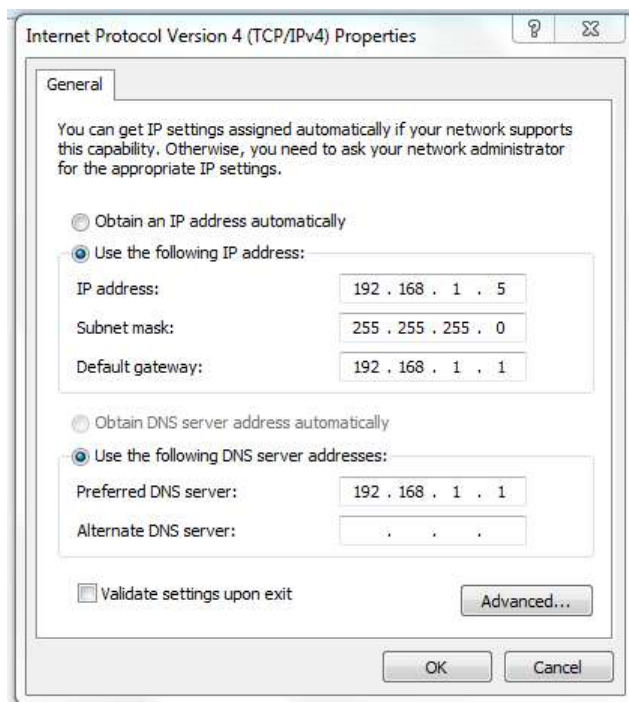 Internet Protocol Version 4 (TCP/IPv4) Properties
?
General
You can get IP settings assigned automatically if your network supports
this capability. Otherwise, you need to ask your network administrator
for the appropriate IP settings.
Obtain an IP address automatically
Use the following IP address:
IP address: 192 . 168 . 1 . 5
Subnet mask: 255 . 255 . 255 . 0
Default gateway: 192 . 168 . 1 . 1
Obtain DNS server address automatically
Use the following DNS server addresses:
Preferred DNS server: 192 . 168 . 1 . 1
Alternate DNS server: . . .
Validate settings upon exit
Advanced...
OK Cancel